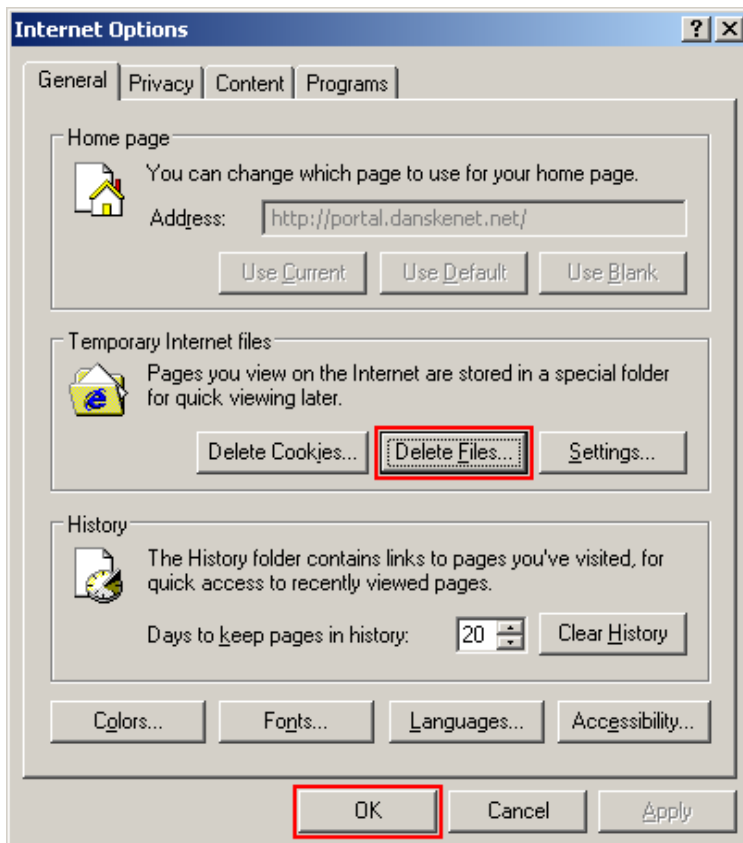 Internet Options
General Privacy Content Programs
Home page
You can change which page to use for your home page.
Address: http://portal.danskenet.net/
Use Current Use Default Use Blank
Temporary Internet files
Pages you view on the Internet are stored in a special folder
for quick viewing later.
Delete Cookies... Delete Files... Settings...
History
The History folder contains links to pages you've visited, for
quick access to recently viewed pages.
Days to keep pages in history: 20 Clear History
Colors... Fonts... Languages... Accessibility...
OK Cancel Apply